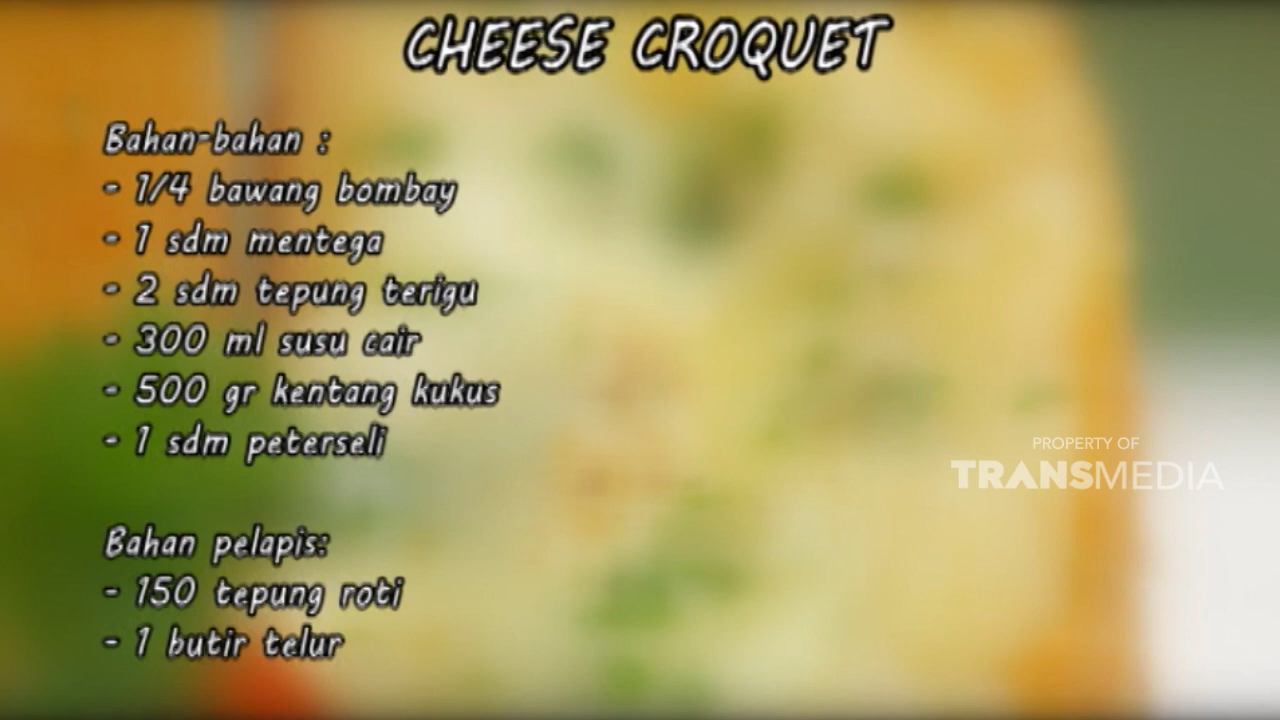 CHEESE CROQUET
Bahan-bahan :
- 1/4 bawang bombay
- 1 sdm mentega
- 2 sdm tepung terigu
- 300 ml susu cair
- 500 gr kentang kukus
- 1 sdm peterseli
PROPERTY OF
TRANSMEDIA
Bahan pelapis:
- 150 tepung roti
- 1 butir telur